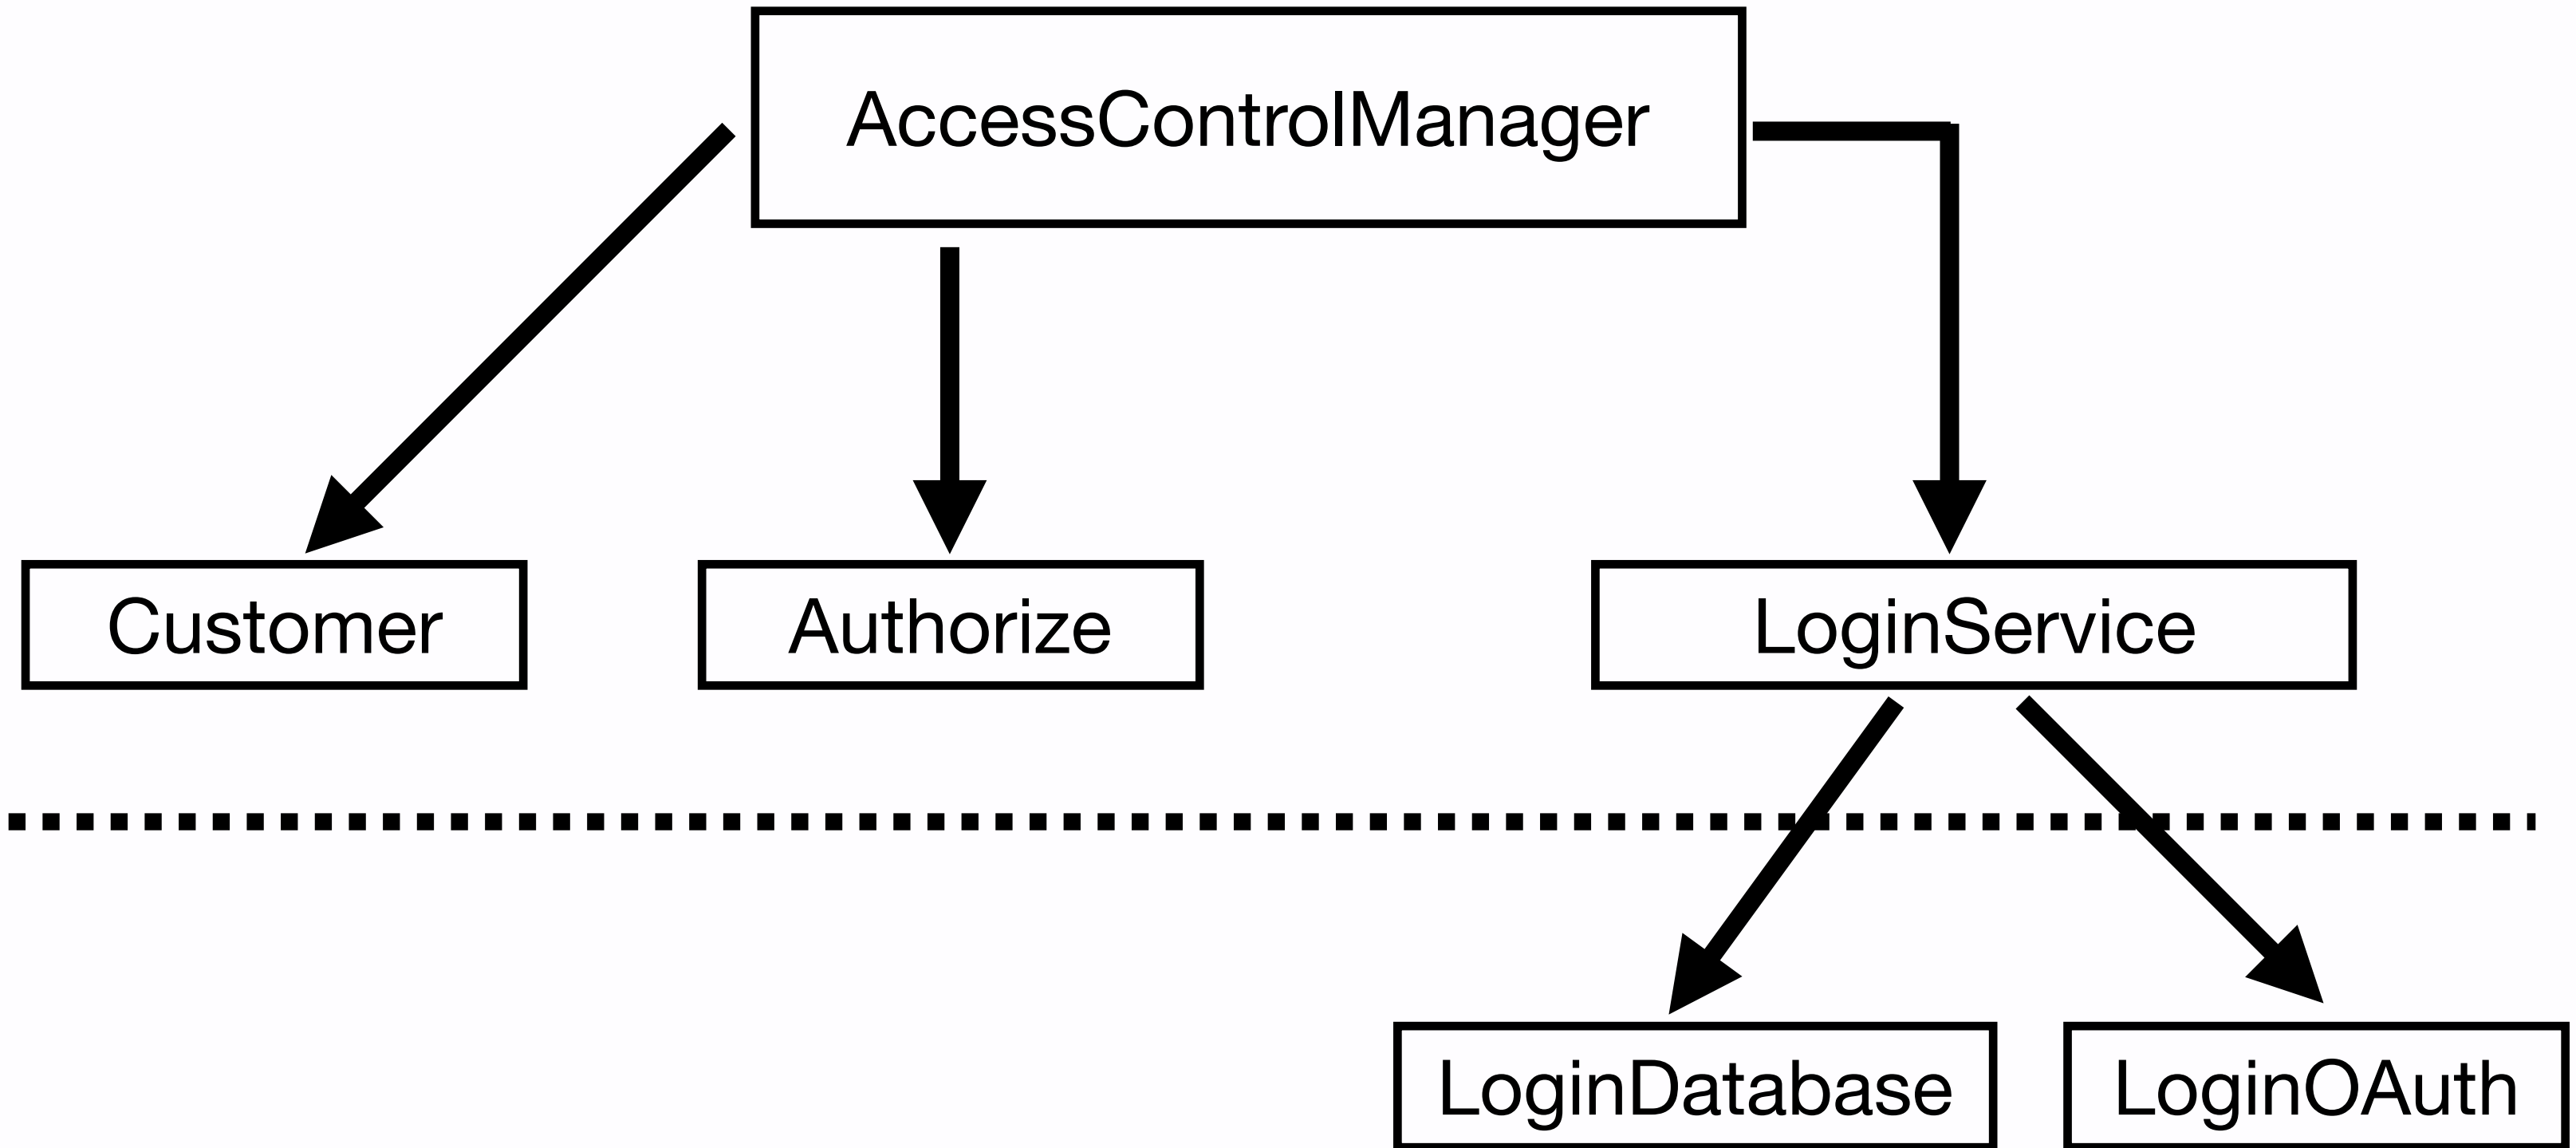 AccessControlManager
Customer
Authorize
LoginService
LoginDatabase
LoginOAuth